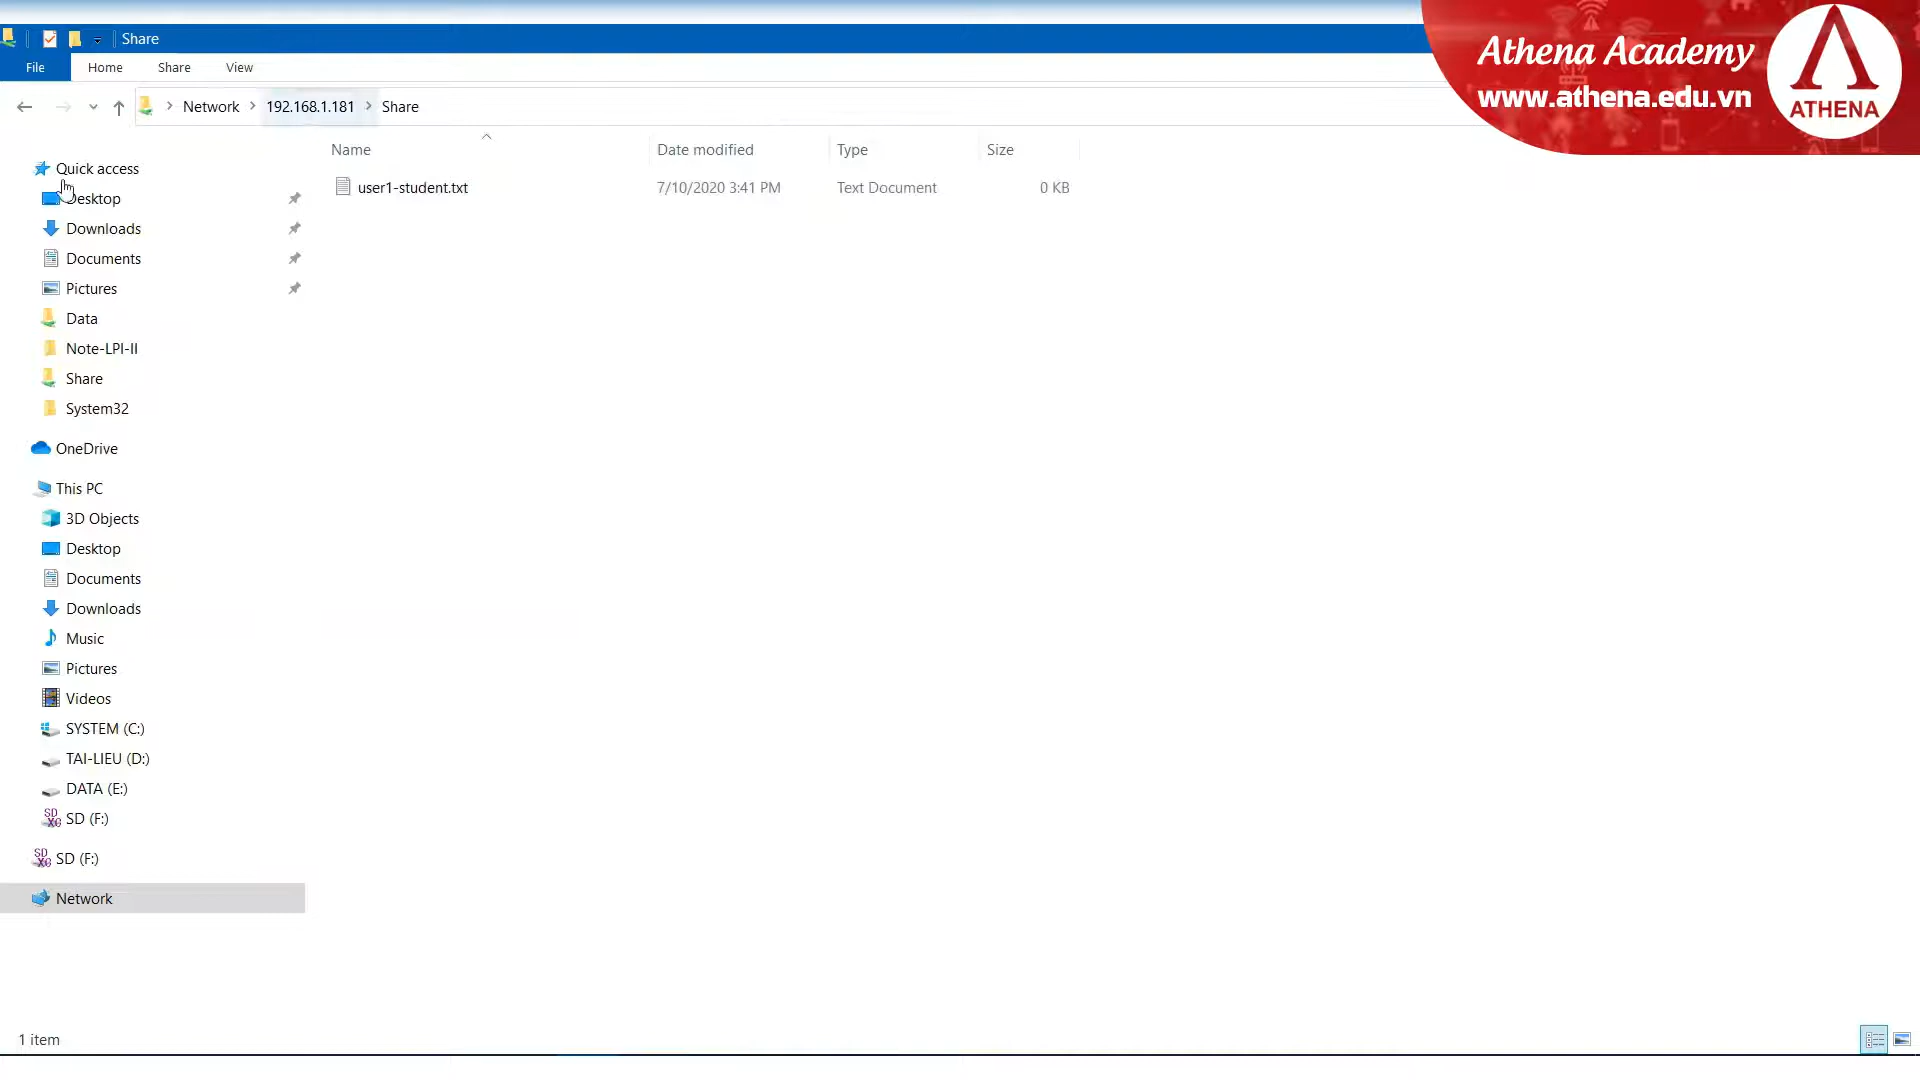 Share
Athena Academy
www.athena.edu.vn
ATHENA
File Home Share View
Network 192.168.1.181 Share
Name Date modified Type Size
user1-student.txt 7/10/2020 3:41 PM Text Document 0 KB
Quick access
Desktop
Downloads
Documents
Pictures
Data
Note-LPI-II
Share
System32
OneDrive
This PC
3D Objects
Desktop
Documents
Downloads
Music
Pictures
Videos
SYSTEM (C:)
TAI-LIEU (D:)
DATA (E:)
SD (F:)
SD (F:)
Network
1 item